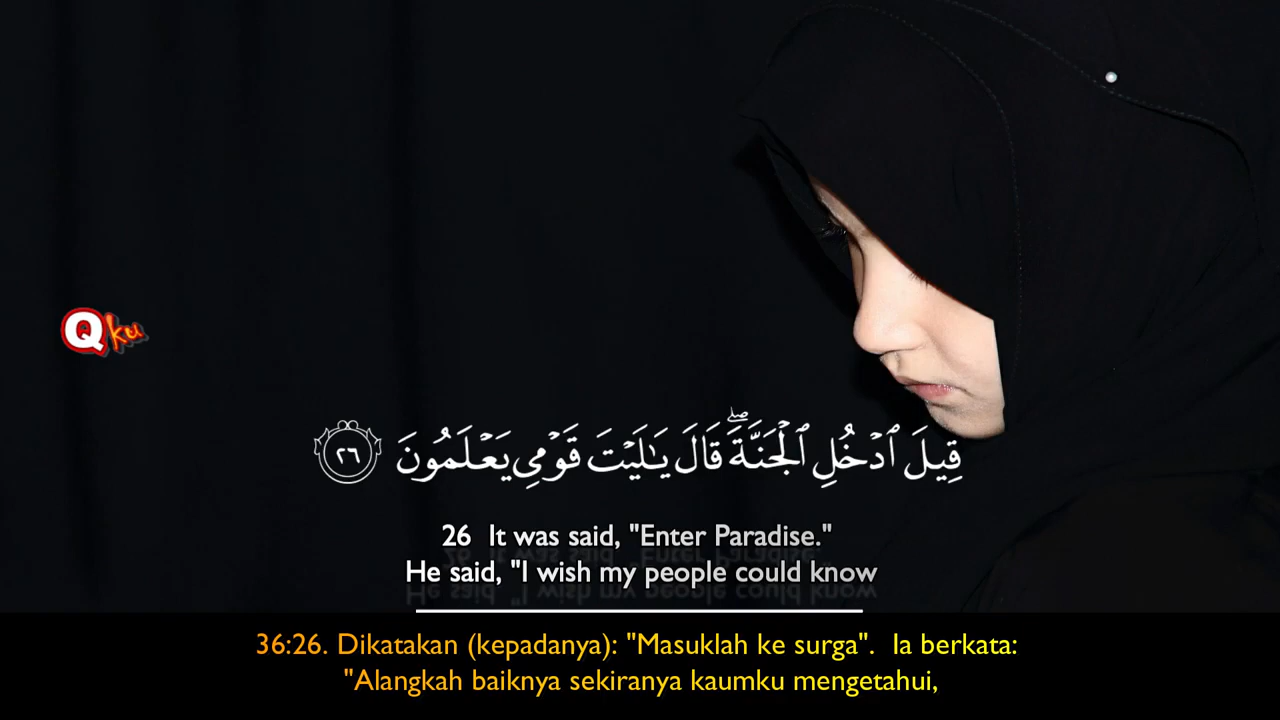 Qku
قِيلَ ٱدْخُلِ ٱلْجَنَّةَ ۖ قَالَ يَٰلَيْتَ قَوْمِى يَعْلَمُونَ ٢٦
26 It was said, "Enter Paradise."
He said, "I wish my people could know
36:26. Dikatakan (kepadanya): "Masuklah ke surga". Ia berkata:
"Alangkah baiknya sekiranya kaumku mengetahui,